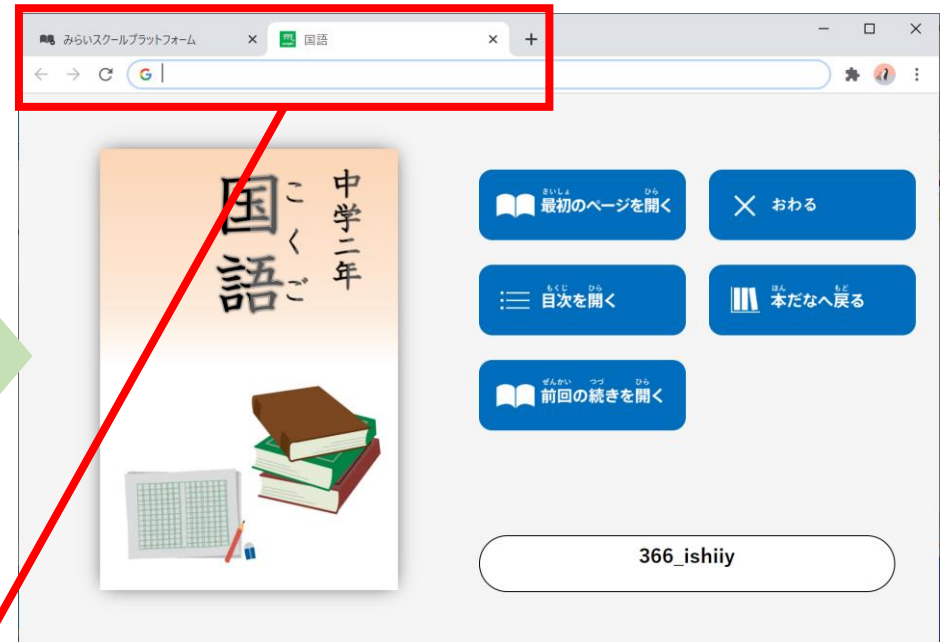 みらいスクールプラットフォーム
国語
中学二年
国語
こくご
さいしょ ひら
最初のページを開く
おわる
もくじ ひら
目次を開く
ほん もど
本だなへ戻る
ぜんかい つづ ひら
前回の続きを開く
366_ishiiy